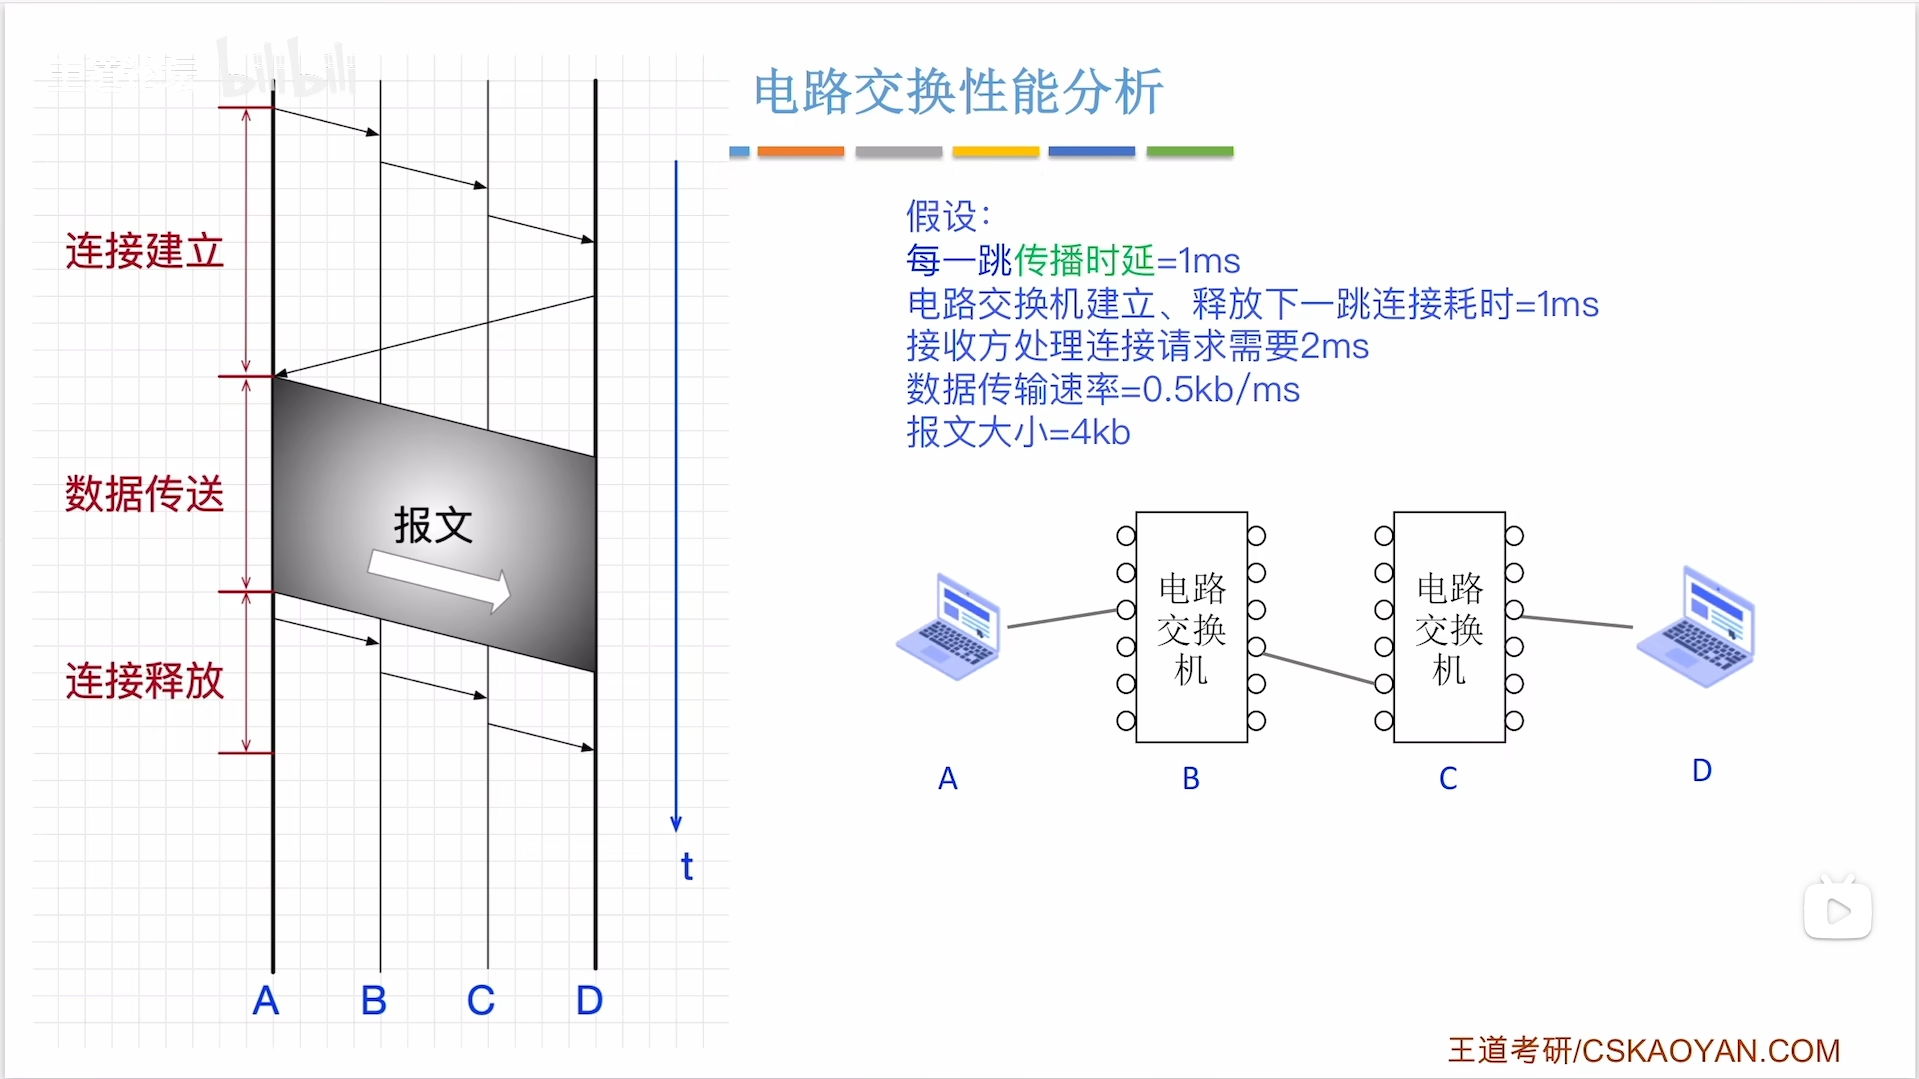 王道论坛 bilibili
电路交换性能分析
假设：
每一跳传播时延=1ms
电路交换机建立、释放下一跳连接耗时=1ms
接收方处理连接请求需要2ms
数据传输速率=0.5kb/ms
报文大小=4kb
连接建立
数据传送
报文
连接释放
t
A B C D
电路
交换
机
电路
交换
机
A B C D
王道考研/CSKAOYAN.COM